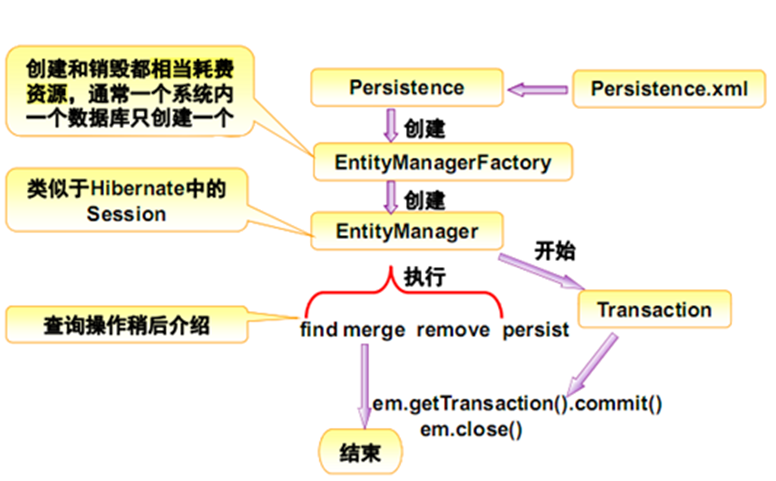 创建和销毁都相当耗费
资源，通常一个系统内
一个数据库只创建一个
Persistence
Persistence.xml
创建
EntityManagerFactory
类似于Hibernate中的
Session
创建
EntityManager
开始
执行
Transaction
查询操作稍后介绍
find merge remove persist
em.getTransaction().commit()
em.close()
结束